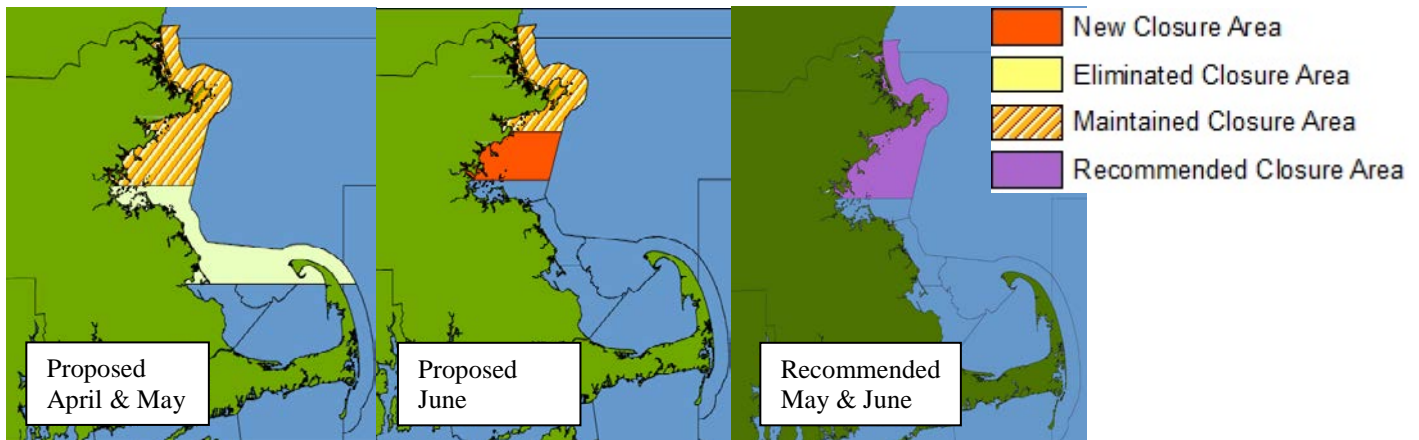 New Closure Area
Eliminated Closure Area
Maintained Closure Area
Recommended Closure Area
Proposed
April & May
Proposed
June
Recommended
May & June